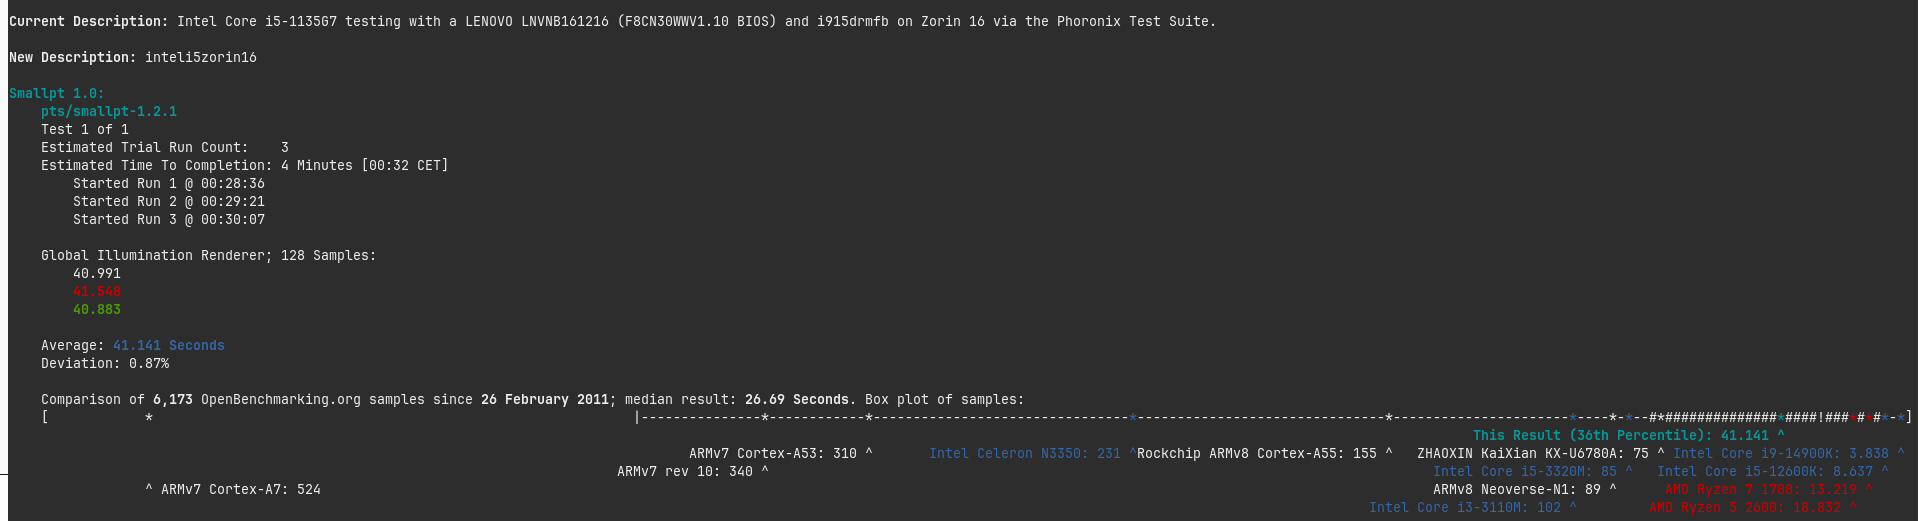 Current Description: Intel Core i5-1135G7 testing with a LENOVO LNVNB161216 (F8CN30WWV1.10 BIOS) and i915drmfb on Zorin 16 via the Phoronix Test Suite.
New Description: inteli5zorin16
Smallpt 1.0:
pts/smallpt-1.2.1
Test 1 of 1
Estimated Trial Run Count: 3
Estimated Time To Completion: 4 Minutes [00:32 CET]
Started Run 1 @ 00:28:36
Started Run 2 @ 00:29:21
Started Run 3 @ 00:30:07
Global Illumination Renderer; 128 Samples:
40.991
41.548
40.883
Average: 41.141 Seconds
Deviation: 0.87%
Comparison of 6,173 OpenBenchmarking.org samples since 26 February 2011; median result: 26.69 Seconds. Box plot of samples:
[ * |---------------*------------*--------------------------------*-------------------------------*----------------------*----*-*--#*##############*####!###*#*#*-*]
This Result (36th Percentile): 41.141 ^
ARMv7 Cortex-A53: 310 ^ Intel Celeron N3350: 231 ^Rockchip ARMv8 Cortex-A55: 155 ^ ZHAOXIN KaiXian KX-U6780A: 75 ^ Intel Core i9-14900K: 3.838 ^
ARMv7 rev 10: 340 ^ Intel Core i5-3320M: 85 ^ Intel Core i5-12600K: 8.637 ^
^ ARMv7 Cortex-A7: 524 ARMv8 Neoverse-N1: 89 ^ AMD Ryzen 7 1700: 13.219 ^
Intel Core i3-3110M: 102 ^ AMD Ryzen 5 2600: 18.832 ^